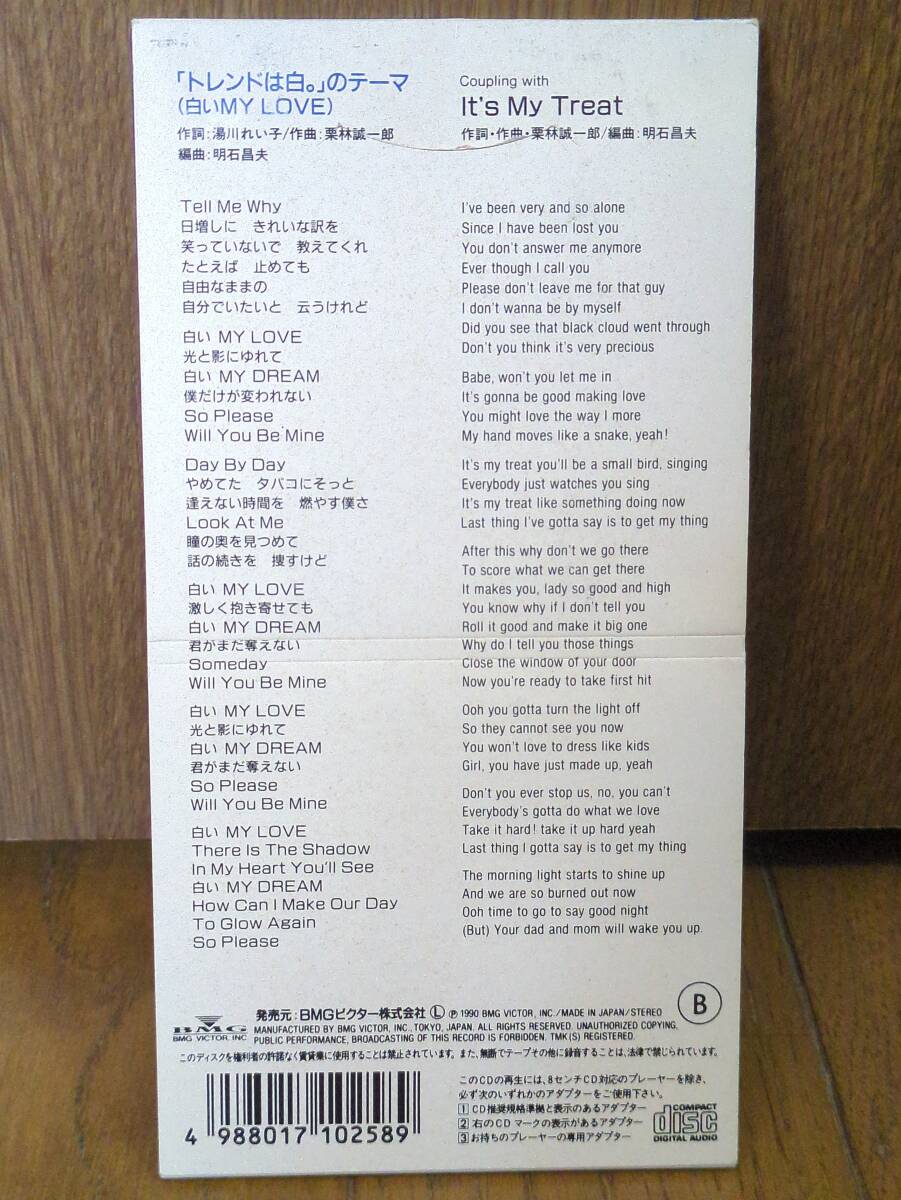 「トレンドは白。」のテーマ
(白いMY LOVE)
作詞:湯川れい子/作曲:栗林誠一郎
編曲:明石昌夫
Tell Me Why
日増しに きれいな訳を
笑っていないで 教えてくれ
たとえば 止めても
自由なままの
自分でいたいと 云うけれど
白い MY LOVE
光と影にゆれて
白い MY DREAM
僕だけが変われない
So Please
Will You Be Mine
Day By Day
やめてた タバコにそっと
逢えない時間を 燃やす僕さ
Look At Me
瞳の奥を見つめて
話の続きを 捜すけど
白い MY LOVE
激しく抱き寄せても
白い MY DREAM
君がまだ奪えない
Someday
Will You Be Mine
白い MY LOVE
光と影にゆれて
白い MY DREAM
君がまだ奪えない
So Please
Will You Be Mine
白い MY LOVE
There Is The Shadow
In My Heart You'll See
白い MY DREAM
How Can I Make Our Day
To Glow Again
So Please
Coupling with
It's My Treat
作詞・作曲・栗林誠一郎/編曲:明石昌夫
I've been very and so alone
Since I have been lost you
You don't answer me anymore
Ever though I call you
Please don't leave me for that guy
I don't wanna be by myself
Did you see that black cloud went through
Don't you think it's very precious
Babe, won't you let me in
It's gonna be good making love
You might love the way I more
My hand moves like a snake, yeah!
It's my treat you'll be a small bird, singing
Everybody just watches you sing
It's my treat like something doing now
Last thing I've gotta say is to get my thing
After this why don't we go there
To score what we can get there
It makes you, lady so good and high
You know why if I don't tell you
Roll it good and make it big one
Why do I tell you those things
Close the window of your door
Now you're ready to take first hit
Ooh you gotta turn the light off
So they cannot see you now
You won't love to dress like kids
Girl, you have just made up, yeah
Don't you ever stop us, no, you can't
Everybody's gotta do what we love
Take it hard! take it up hard yeah
Last thing I gotta say is to get my thing
The morning light starts to shine up
And we are so burned out now
Ooh time to go to say good night
(But) Your dad and mom will wake you up.
B
BMG
BMG VICTOR, INC.
発売元:BMGビクター株式会社 Ⓛ ℗ 1990 BMG VICTOR, INC./MADE IN JAPAN/STEREO
MANUFACTURED BY BMG VICTOR, INC., TOKYO, JAPAN. ALL RIGHTS RESERVED. UNAUTHORIZED COPYING,
PUBLIC PERFORMANCE, BROADCASTING OF THIS RECORD IS FORBIDDEN. TMK(S) REGISTERED.
このディスクを権利者の許諾なく賃貸業に使用することは禁止されています。また、無断でテープその他に録音することは、法律で禁じられています。
4 988017 102589
このCDの再生には、8センチCD対応のプレーヤーを除き、
必ず次のいずれかのアダプターをご使用下さい。
1 CD推奨規格準拠と表示のあるアダプター
2 右のCDマークの表示があるアダプター
3 お持ちのプレーヤーの専用アダプター
COMPACT
disc
DIGITAL AUDIO